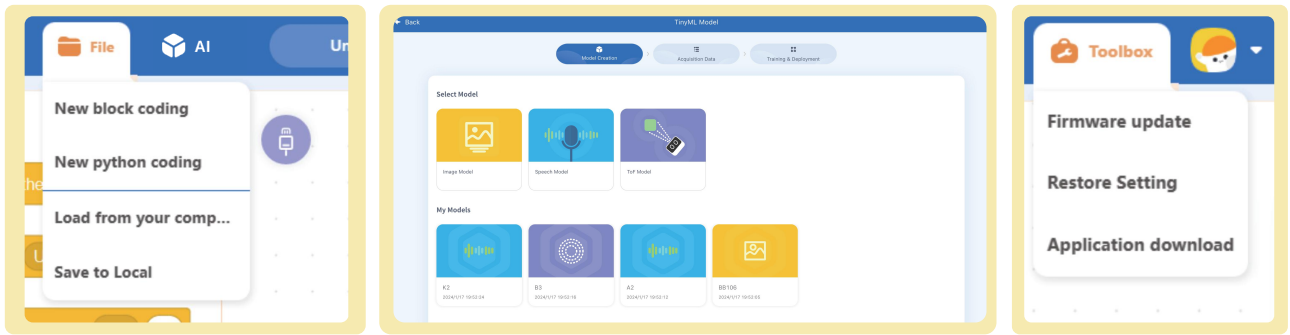 File
AI
Un
New block coding
New python coding
the
Load from your comp...
U
Save to Local
Back
TinyML Model
Model Creation
Acquisition Data
Training & Deployment
Select Model
Image Model
Speech Model
ToF Model
My Models
K2
B3
A2
BB106
2024/1/17 19:52:24
2024/1/17 19:52:16
2024/1/17 19:52:12
2024/1/17 19:52:05
Toolbox
Firmware update
Restore Setting
Application download